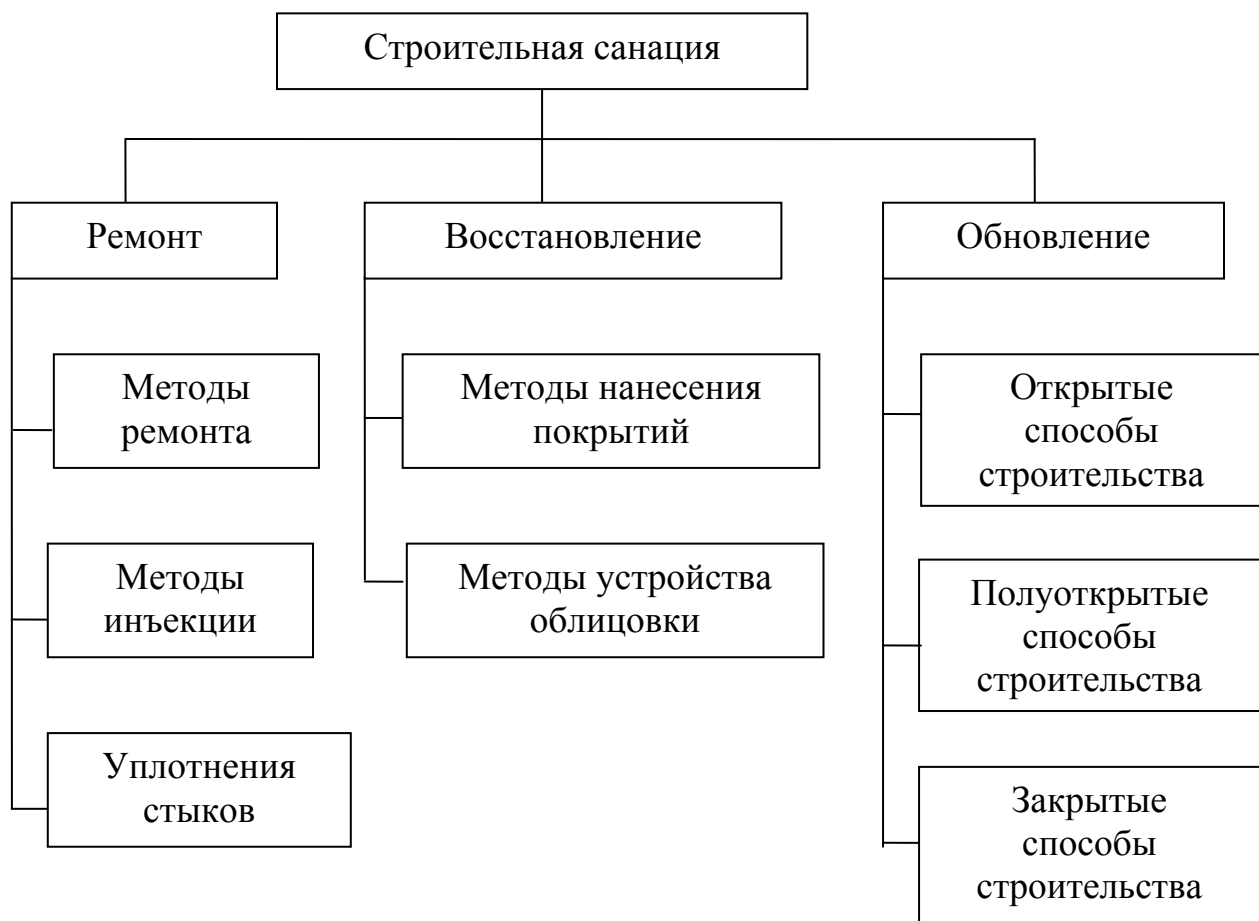 Строительная санация
Ремонт
Восстановление
Обновление
Методы
ремонта
Методы нанесения
покрытий
Открытые
способы
строительства
Методы
инъекции
Методы устройства
облицовки
Полуоткрытые
способы
строительства
Уплотнения
стыков
Закрытые
способы
строительства